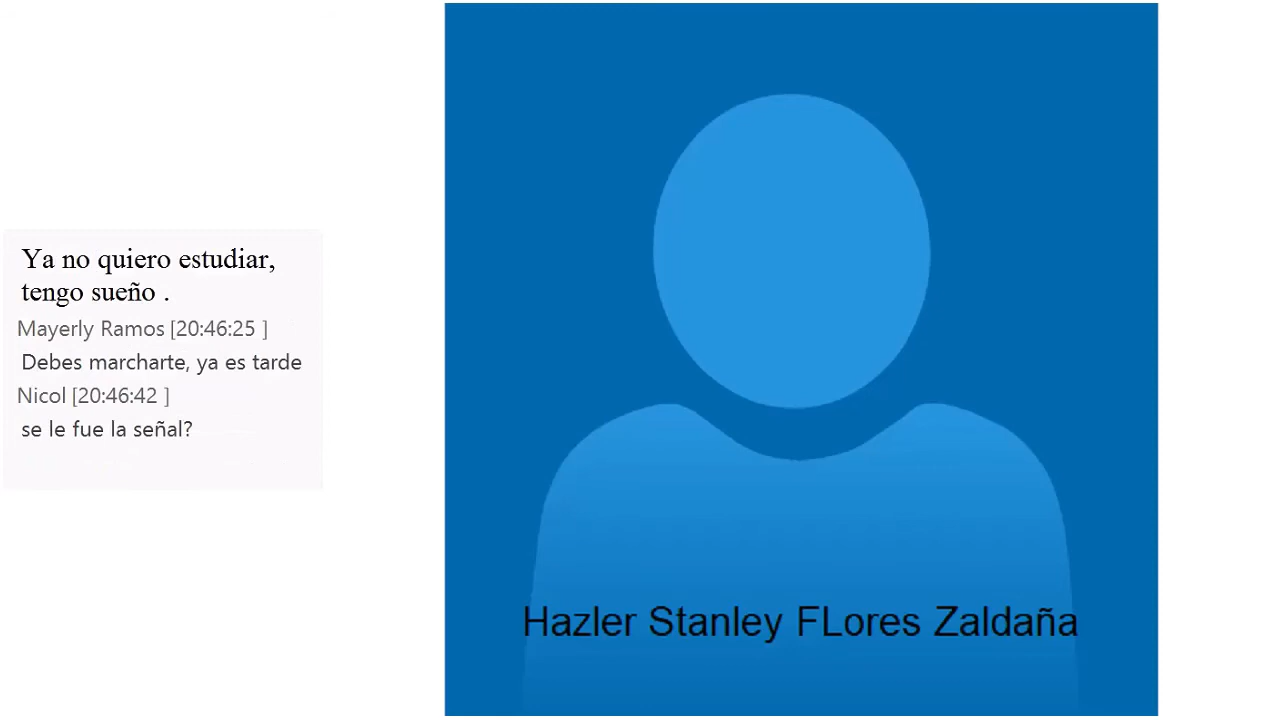 Ya no quiero estudiar,
tengo sueño .
Mayerly Ramos [20:46:25 ]
Debes marcharte, ya es tarde
Nicol [20:46:42 ]
se le fue la señal?
Hazler Stanley FLores Zaldaña